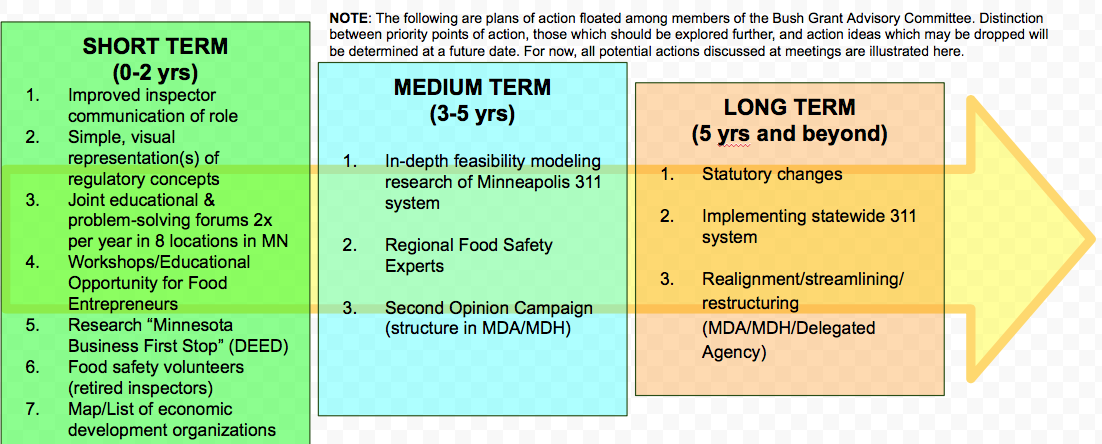 NOTE: The following are plans of action floated among members of the Bush Grant Advisory Committee. Distinction
between priority points of action, those which should be explored further, and action ideas which may be dropped will
be determined at a future date. For now, all potential actions discussed at meetings are illustrated here.
SHORT TERM
(0-2 yrs)
1. Improved inspector
communication of role
2. Simple, visual
representation(s) of
regulatory concepts
3. Joint educational &
problem-solving forums 2x
per year in 8 locations in MN
4. Workshops/Educational
Opportunity for Food
Entrepreneurs
5. Research “Minnesota
Business First Stop” (DEED)
6. Food safety volunteers
(retired inspectors)
7. Map/List of economic
development organizations
MEDIUM TERM
(3-5 yrs)
1. In-depth feasibility modeling
research of Minneapolis 311
system
2. Regional Food Safety
Experts
3. Second Opinion Campaign
(structure in MDA/MDH)
LONG TERM
(5 yrs and beyond)
1. Statutory changes
2. Implementing statewide 311
system
3. Realignment/streamlining/
restructuring
(MDA/MDH/Delegated
Agency)